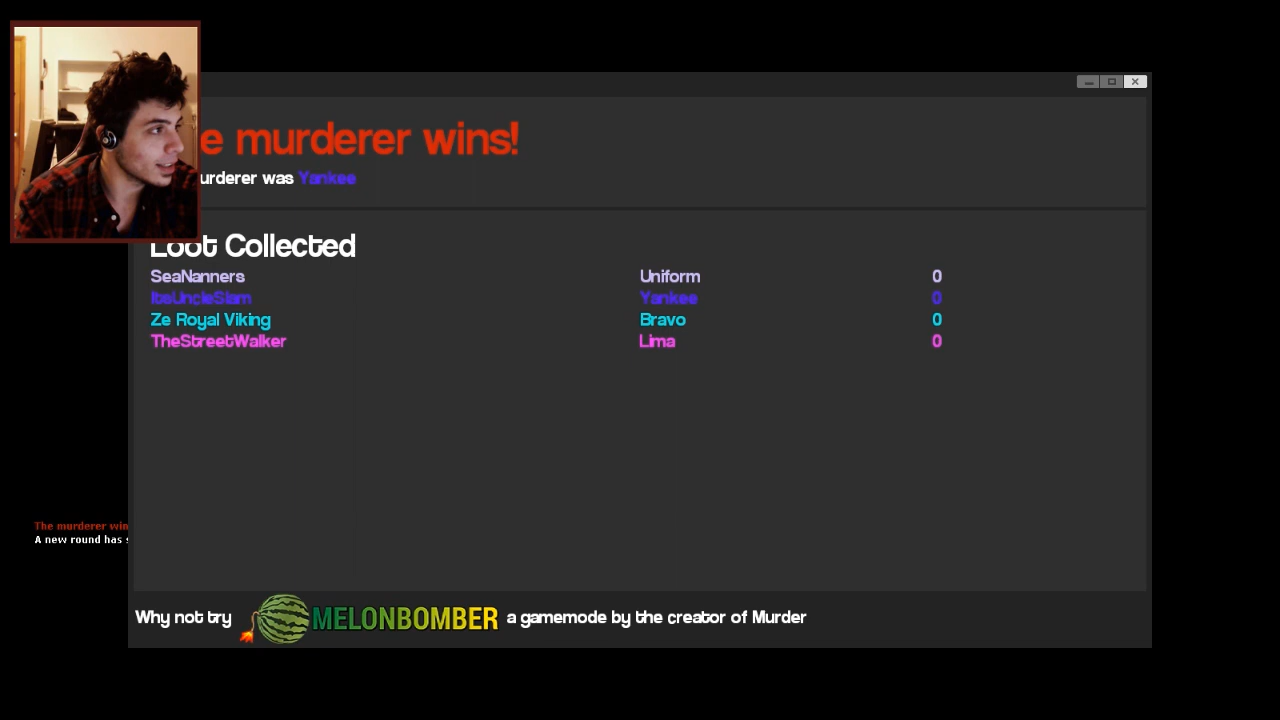 e murderer wins!
urderer was Yankee
Loot Collected
SeaNanners Uniform 0
ItsUncleSlam Yankee 0
Ze Royal Viking Bravo 0
TheStreetWalker Lima 0
The murderer win
A new round has s
Why not try MELONBOMBER a gamemode by the creator of Murder